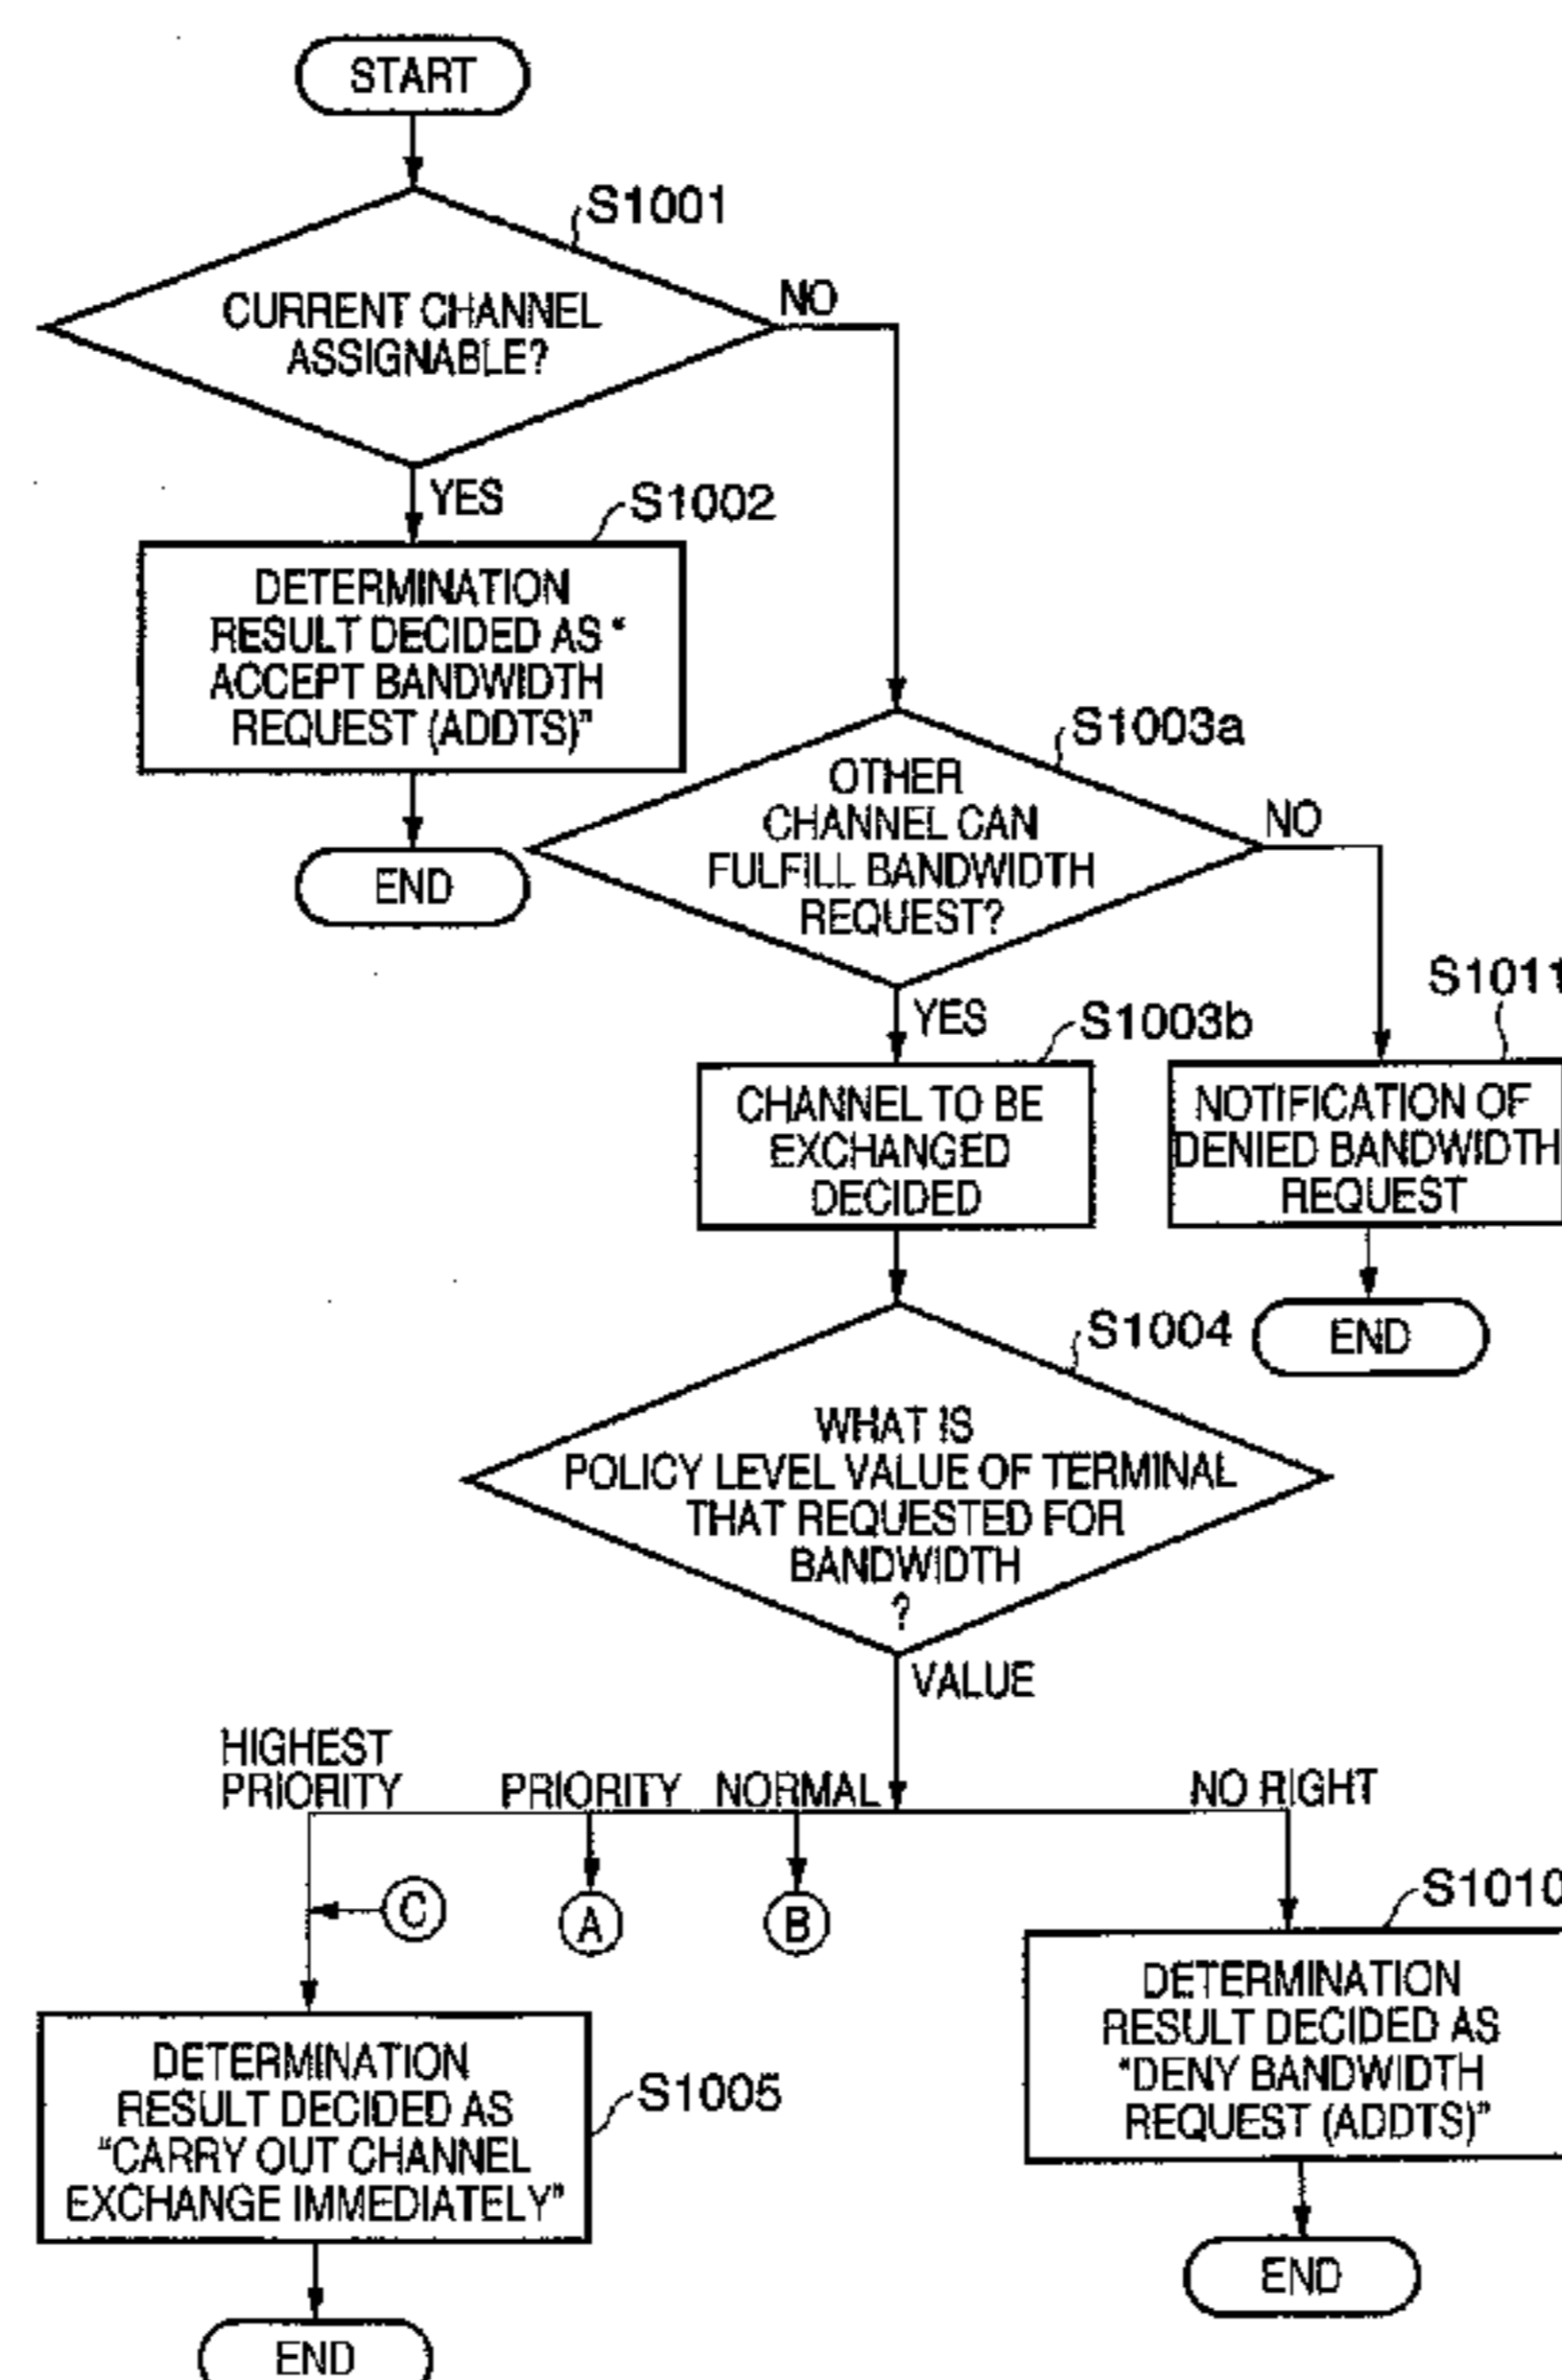 START
S1001
CURRENT CHANNEL
ASSIGNABLE?
NO
YES
S1002
DETERMINATION
RESULT DECIDED AS “
ACCEPT BANDWIDTH
REQUEST (ADDTS)”
END
S1003a
OTHER
CHANNEL CAN
FULFILL BANDWIDTH
REQUEST?
NO
YES
S1003b
CHANNEL TO BE
EXCHANGED
DECIDED
S1011
NOTIFICATION OF
DENIED BANDWIDTH
REQUEST
END
S1004
WHAT IS
POLICY LEVEL VALUE OF TERMINAL
THAT REQUESTED FOR
BANDWIDTH
?
VALUE
HIGHEST
PRIORITY
PRIORITY
NORMAL
NO RIGHT
C
A
B
S1005
DETERMINATION
RESULT DECIDED AS
“CARRY OUT CHANNEL
EXCHANGE IMMEDIATELY”
END
S1010
DETERMINATION
RESULT DECIDED AS
“DENY BANDWIDTH
REQUEST (ADDTS)”
END